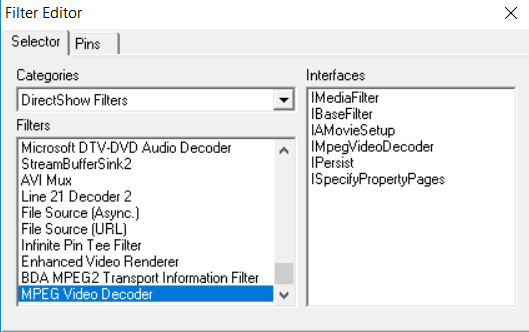 Filter Editor
Selector
Pins
Categories
DirectShow Filters
Filters
Microsoft DTV-DVD Audio Decoder
StreamBufferSink2
AVI Mux
Line 21 Decoder 2
File Source (Async.)
File Source (URL)
Infinite Pin Tee Filter
Enhanced Video Renderer
BDA MPEG2 Transport Information Filter
MPEG Video Decoder
Interfaces
IMediaFilter
IBaseFilter
IAMovieSetup
IMpegVideoDecoder
IPersist
ISpecifyPropertyPages